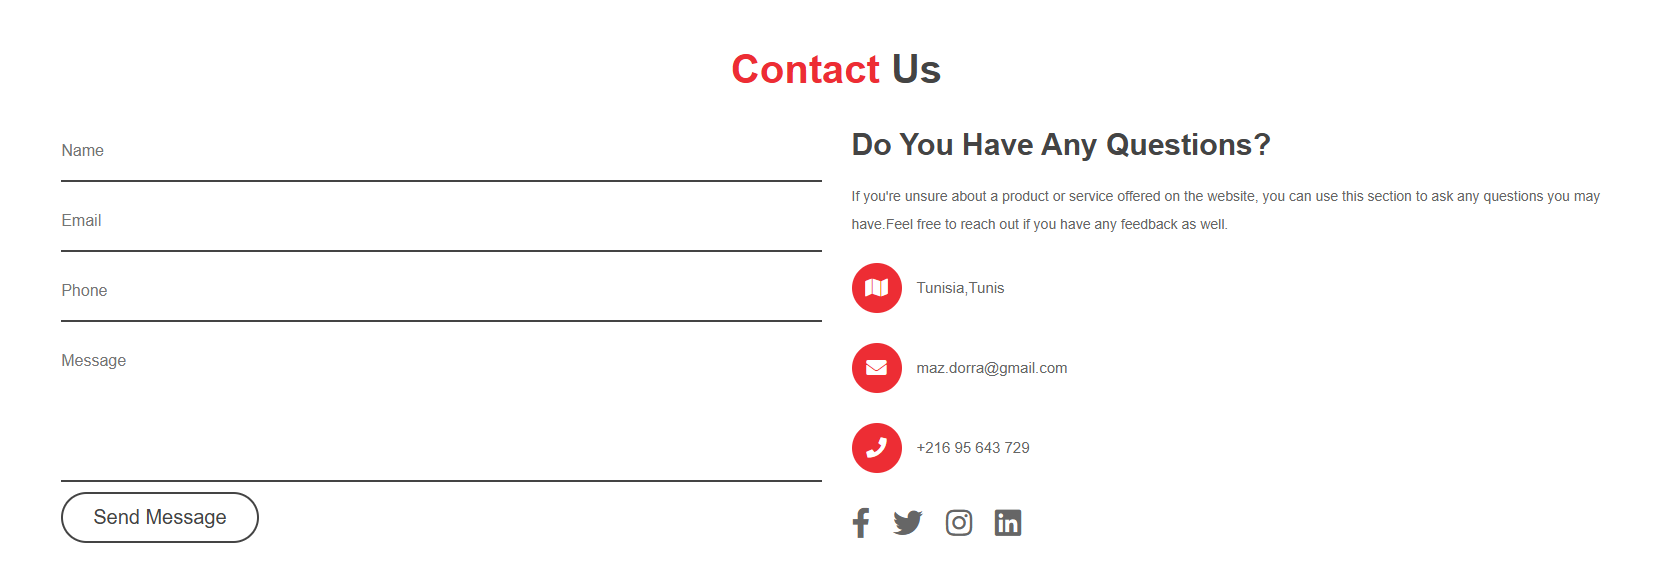 Contact Us
Name
Email
Phone
Message
Send Message
Do You Have Any Questions?
If you're unsure about a product or service offered on the website, you can use this section to ask any questions you may
have.Feel free to reach out if you have any feedback as well.
Tunisia,Tunis
maz.dorra@gmail.com
+216 95 643 729